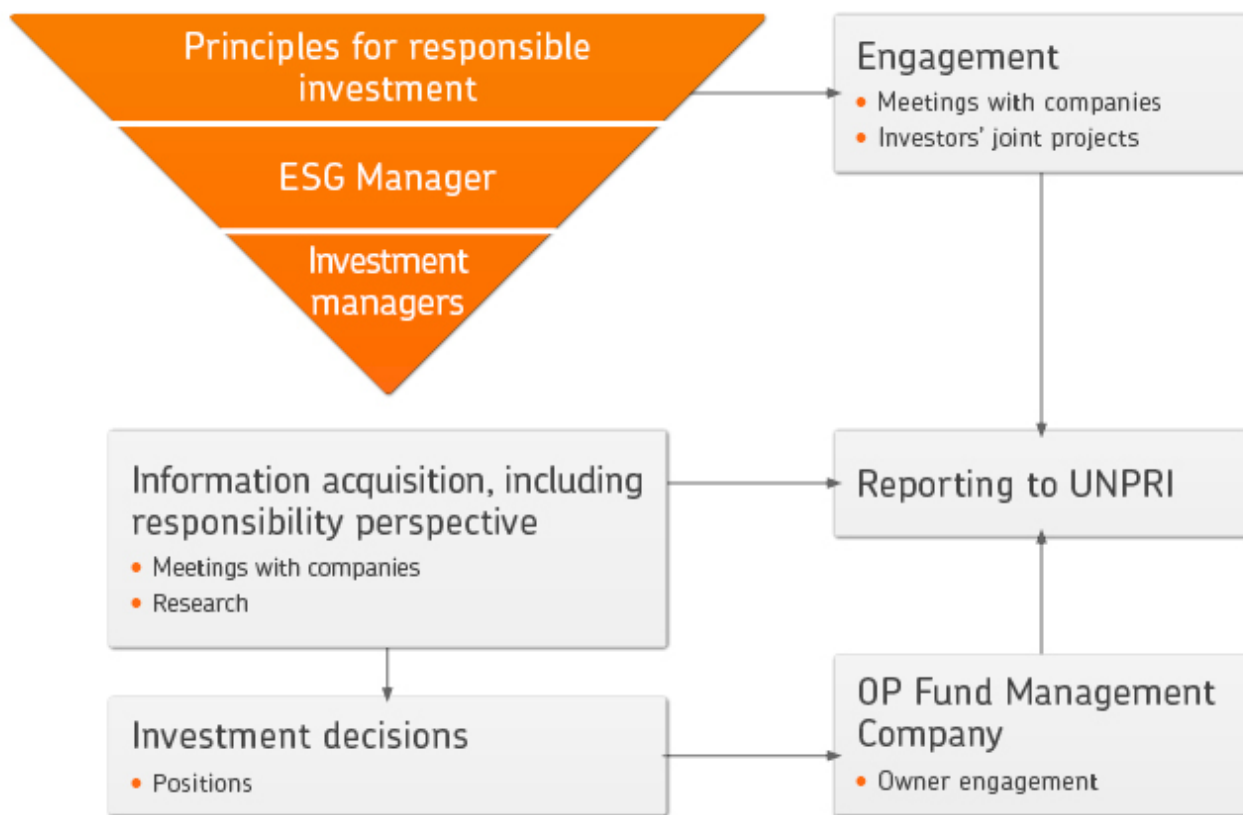 Principles for responsible
investment
ESG Manager
Investment
managers
Engagement
• Meetings with companies
• Investors' joint projects
Information acquisition, including
responsibility perspective
• Meetings with companies
• Research
Reporting to UNPRI
Investment decisions
• Positions
OP Fund Management
Company
• Owner engagement